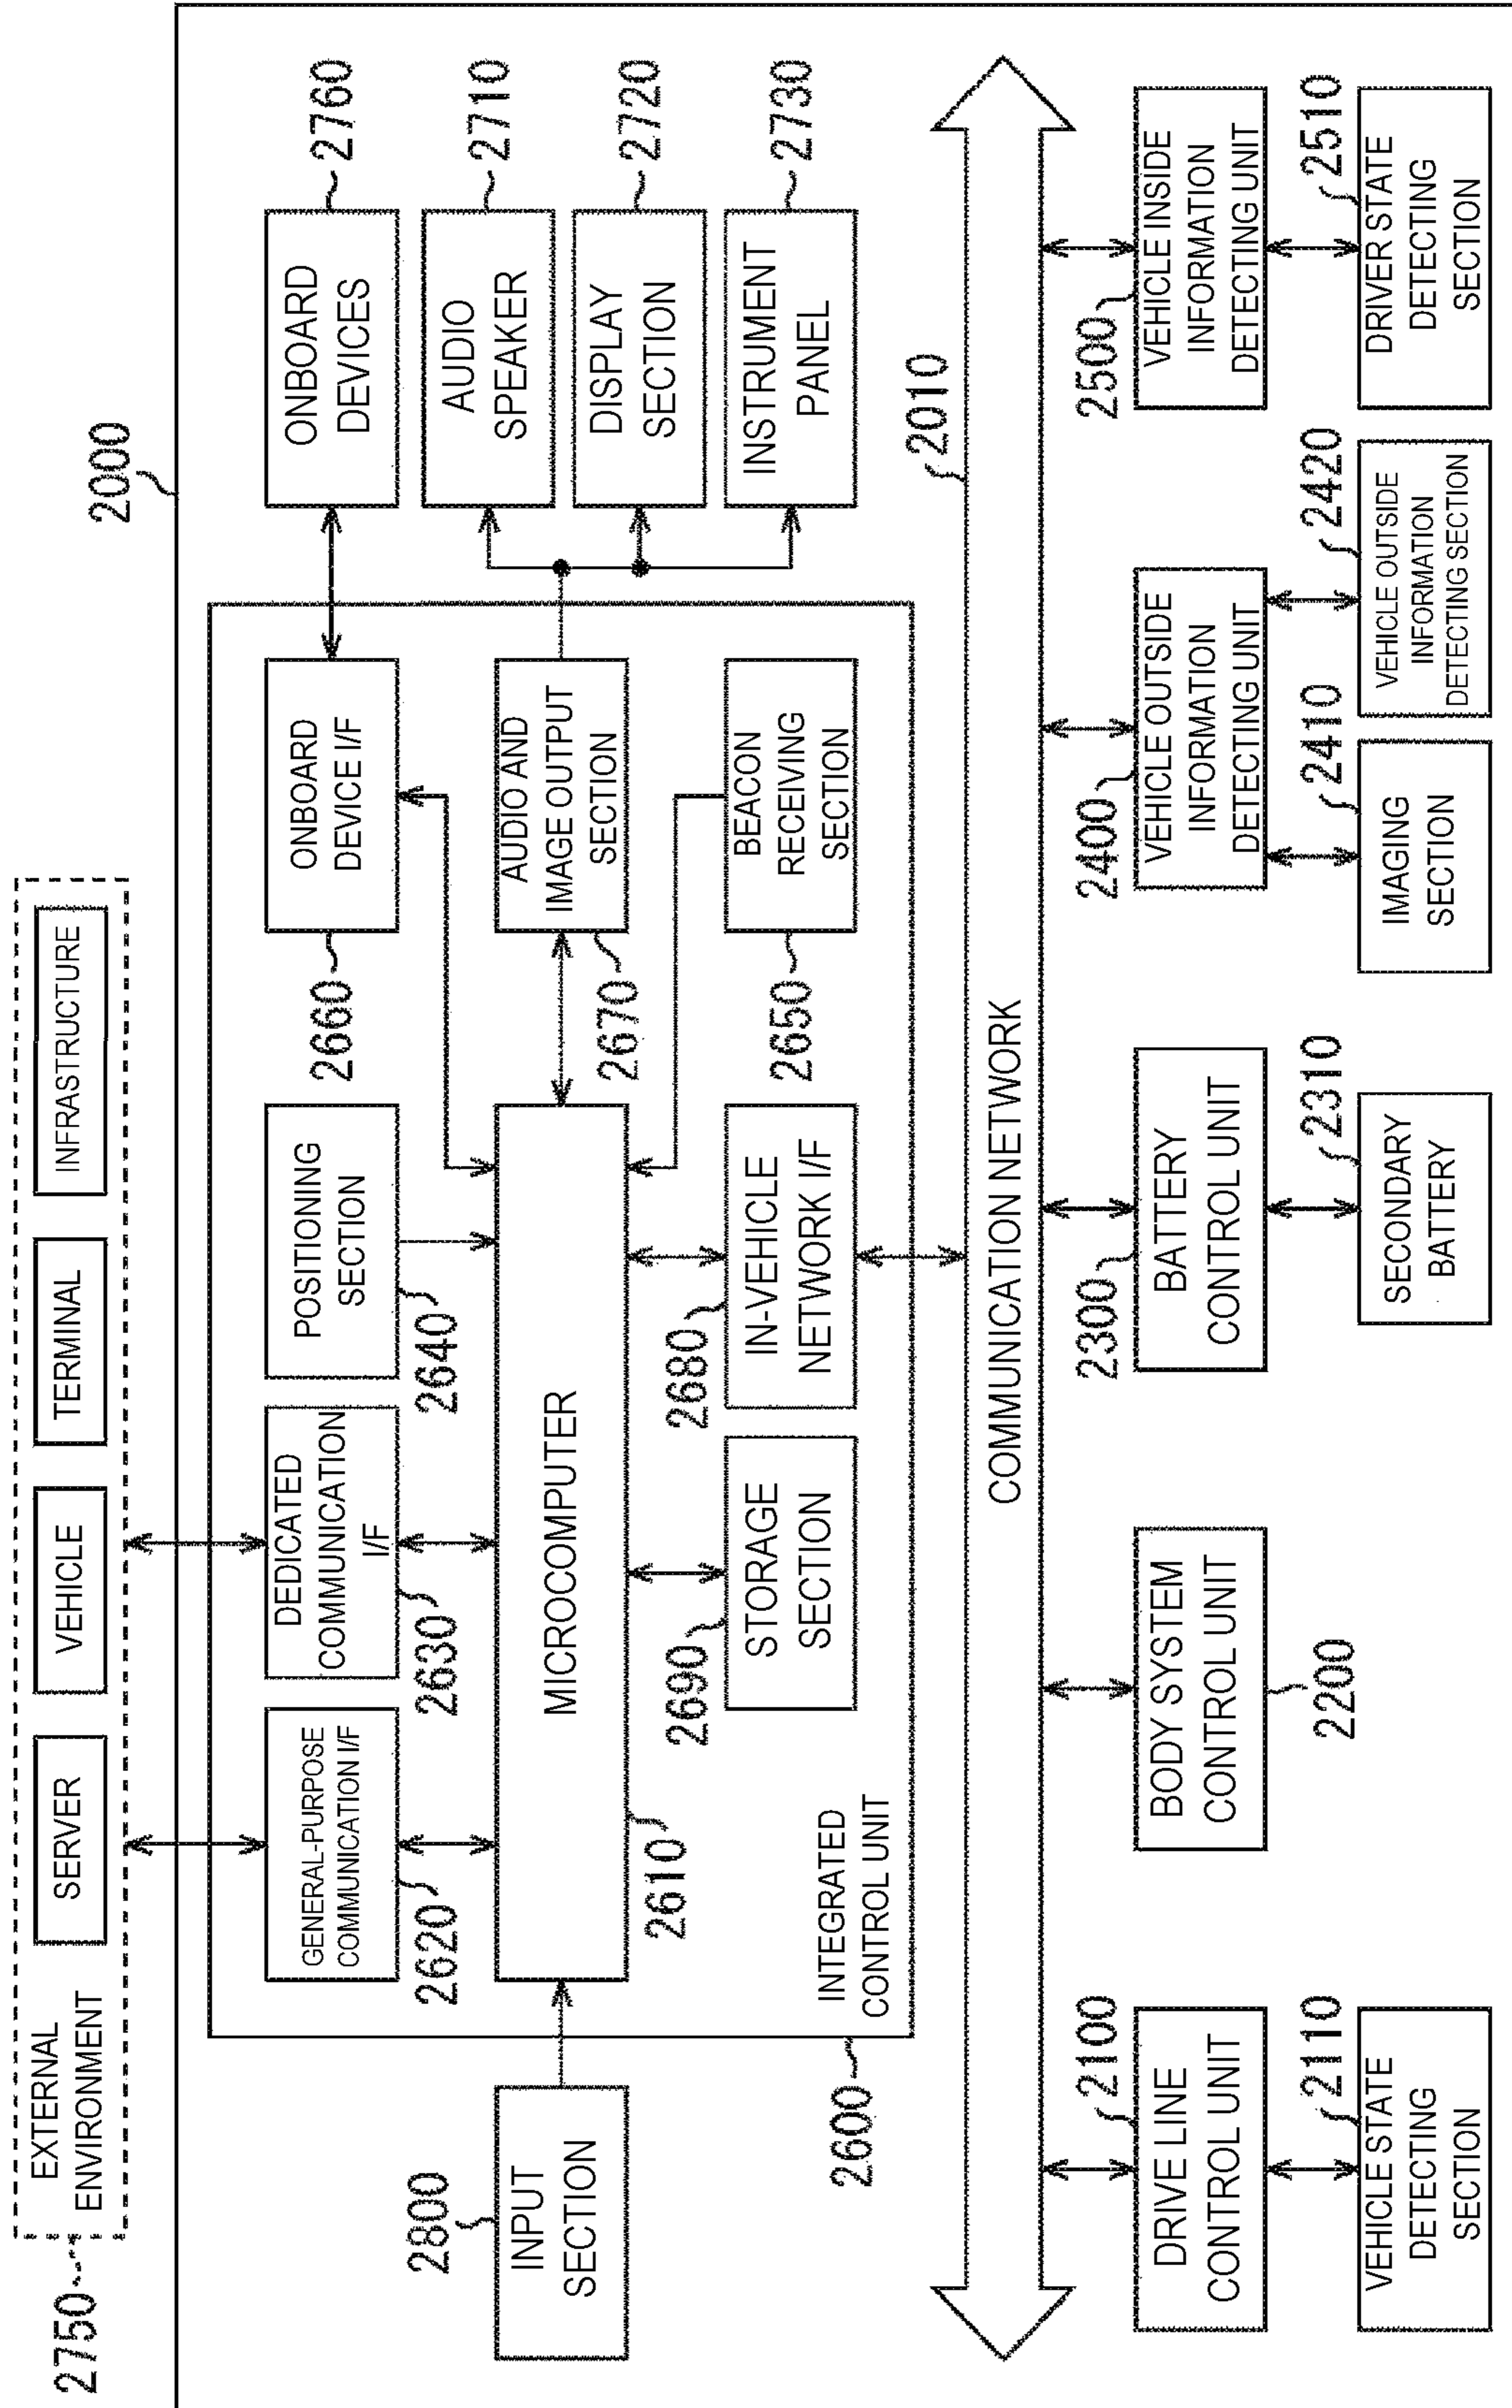 2750
EXTERNAL
ENVIRONMENT
SERVER
VEHICLE
TERMINAL
INFRASTRUCTURE
2000
2800
INPUT
SECTION
GENERAL-PURPOSE
COMMUNICATION I/F
2620
DEDICATED
COMMUNICATION
I/F
2630
POSITIONING
SECTION
2640
ONBOARD
DEVICE I/F
2660
ONBOARD
DEVICES
2760
MICROCOMPUTER
2610
AUDIO AND
IMAGE OUTPUT
SECTION
2670
AUDIO
SPEAKER
2710
DISPLAY
SECTION
2720
INSTRUMENT
PANEL
2730
STORAGE
SECTION
2690
IN-VEHICLE
NETWORK I/F
2680
BEACON
RECEIVING
SECTION
2650
INTEGRATED
CONTROL UNIT
2600
COMMUNICATION NETWORK
2010
DRIVE LINE
CONTROL UNIT
2100
VEHICLE STATE
DETECTING
SECTION
2110
BODY SYSTEM
CONTROL UNIT
2200
BATTERY
CONTROL UNIT
2300
SECONDARY
BATTERY
2310
VEHICLE OUTSIDE
INFORMATION
DETECTING UNIT
2400
IMAGING
SECTION
2410
VEHICLE OUTSIDE
INFORMATION
DETECTING SECTION
2420
VEHICLE INSIDE
INFORMATION
DETECTING UNIT
2500
DRIVER STATE
DETECTING
SECTION
2510